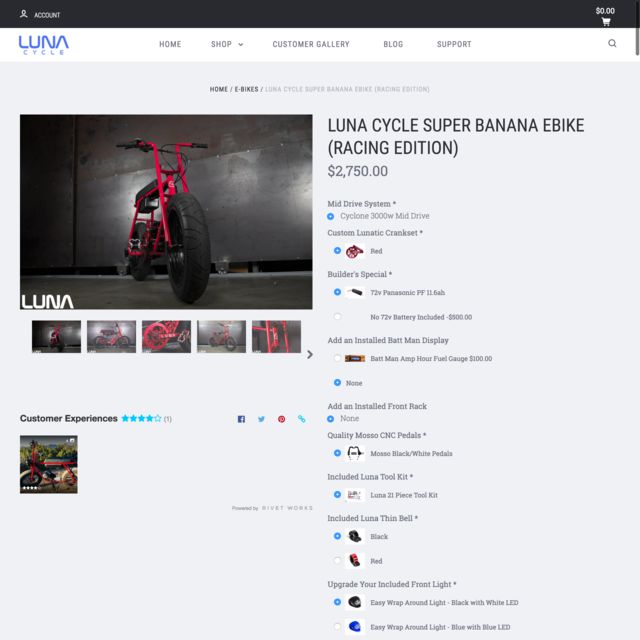 ACCOUNT
$0.00
LUNA
CYCLE
HOME
SHOP
CUSTOMER GALLERY
BLOG
SUPPORT
HOME / E-BIKES / LUNA CYCLE SUPER BANANA EBIKE (RACING EDITION)
LUNA
Customer Experiences (1)
Powered by RIVET WORKS
LUNA CYCLE SUPER BANANA EBIKE
(RACING EDITION)
$2,750.00
Mid Drive System *
Cyclone 3000w Mid Drive
Custom Lunatic Crankset *
Red
Builder's Special *
72v Panasonic PF 11.6ah
No 72v Battery Included -$500.00
Add an Installed Batt Man Display
Batt Man Amp Hour Fuel Gauge $100.00
None
Add an Installed Front Rack
None
Quality Mosso CNC Pedals *
Mosso Black/White Pedals
Included Luna Tool Kit *
Luna 21 Piece Tool Kit
Included Luna Thin Bell *
Black
Red
Upgrade Your Included Front Light *
Easy Wrap Around Light - Black with White LED
Easy Wrap Around Light - Blue with Blue LED